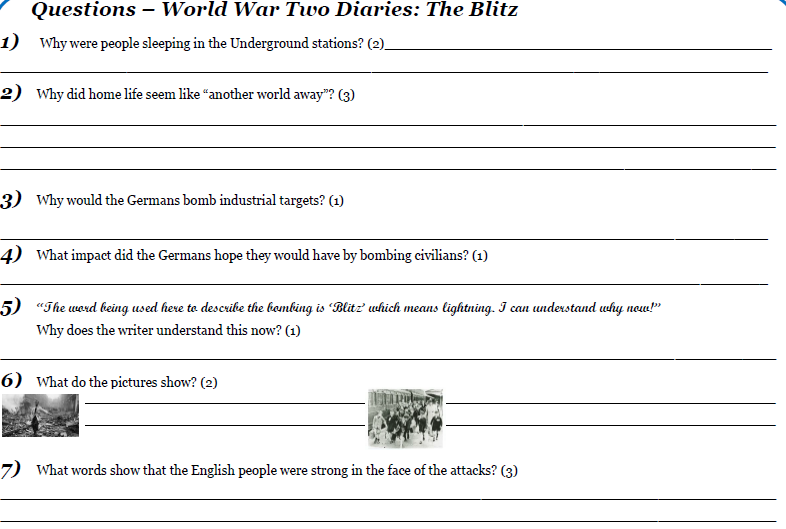 Questions – World War Two Diaries: The Blitz
1) Why were people sleeping in the Underground stations? (2)
2) Why did home life seem like “another world away”? (3)
3) Why would the Germans bomb industrial targets? (1)
4) What impact did the Germans hope they would have by bombing civilians? (1)
5) “The word being used here to describe the bombing is ‘Blitz’ which means lightning. I can understand why now!”
Why does the writer understand this now? (1)
6) What do the pictures show? (2)
7) What words show that the English people were strong in the face of the attacks? (3)